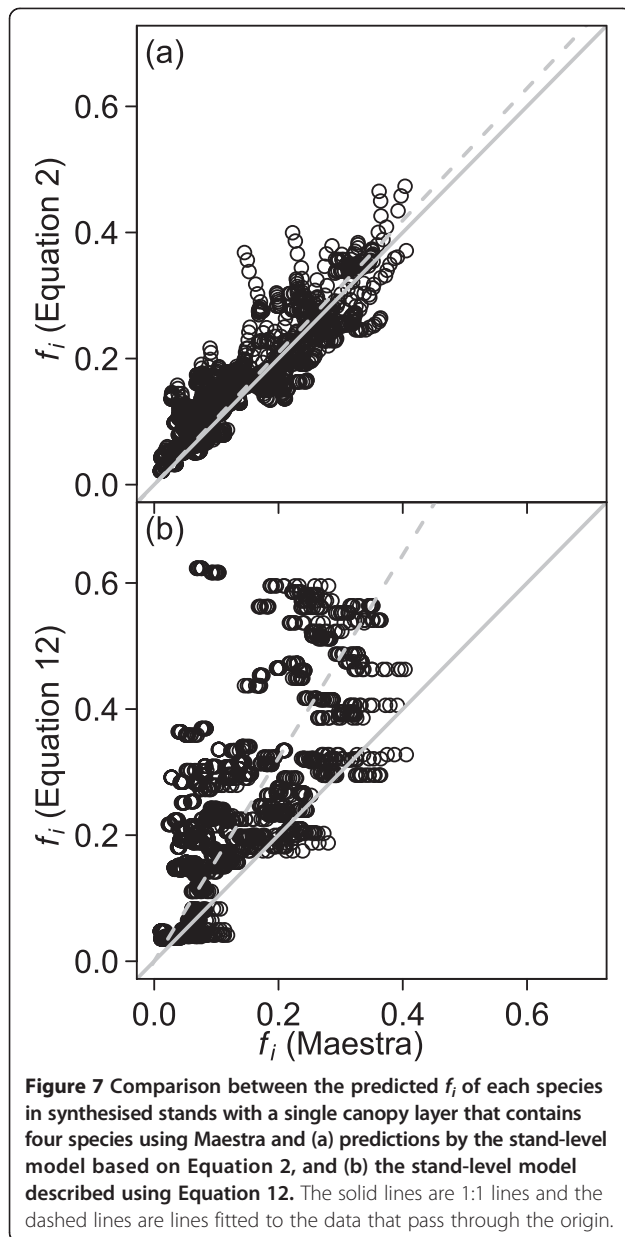 (a)
0.6
0.4
0.2
0.0
fi (Equation 2)
(b)
0.6
0.4
0.2
0.0
fi (Equation 12)
0.0 0.2 0.4 0.6
fi (Maestra)
Figure 7 Comparison between the predicted fi of each species
in synthesised stands with a single canopy layer that contains
four species using Maestra and (a) predictions by the stand-level
model based on Equation 2, and (b) the stand-level model
described using Equation 12. The solid lines are 1:1 lines and the
dashed lines are lines fitted to the data that pass through the origin.